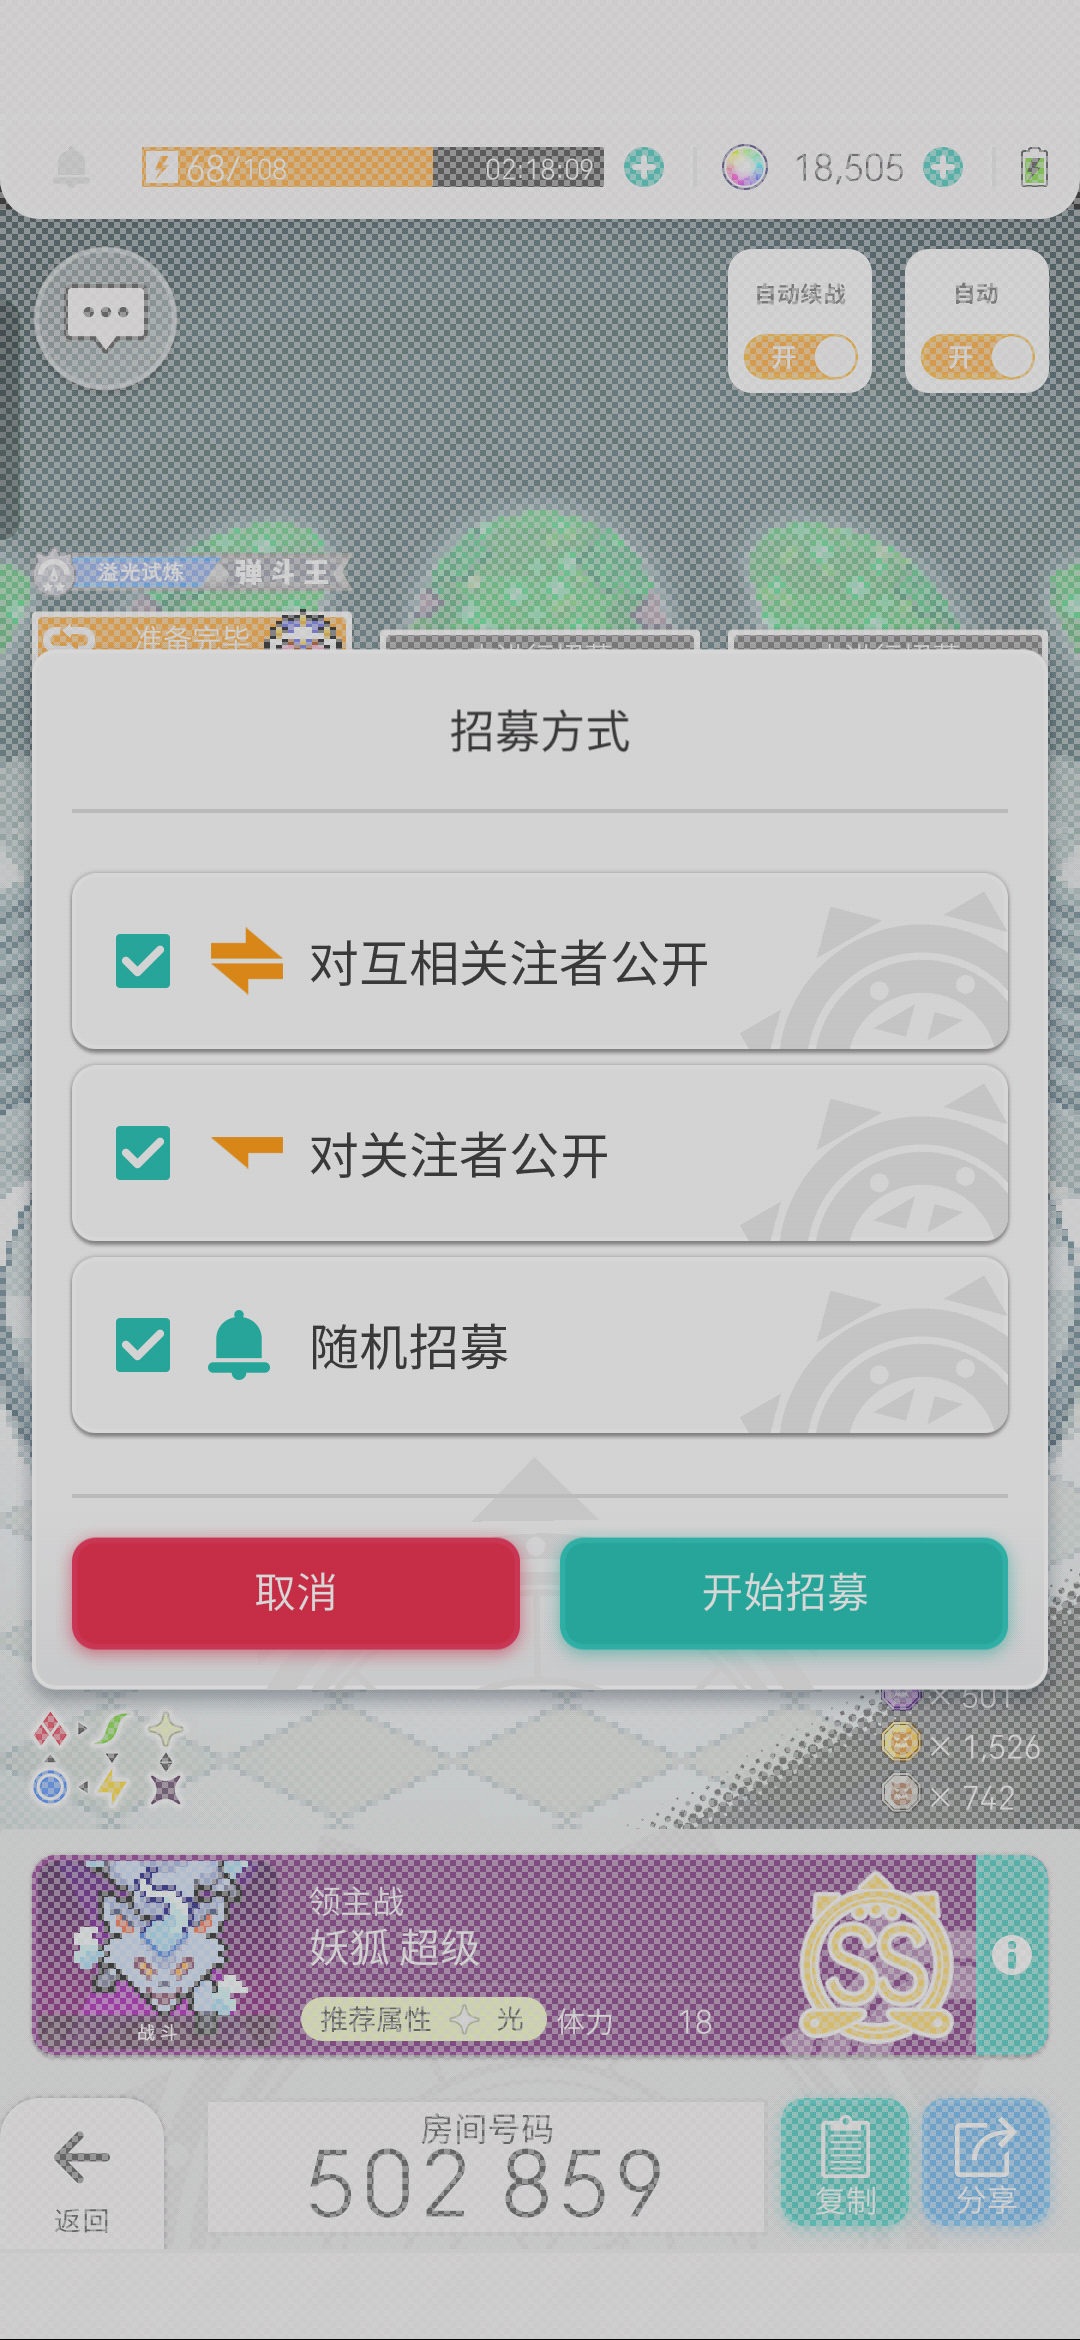 68/108
02:18:09
18,505
自动续战
开
自动
开
溢光试炼
弹斗王
准备完毕
招募方式
对互相关注者公开
对关注者公开
随机招募
取消
开始招募
× 501
× 1,526
× 742
领主战
妖狐 超级
推荐属性 光
体力 18
SS
战斗
房间号码
502 859
返回
复制
分享